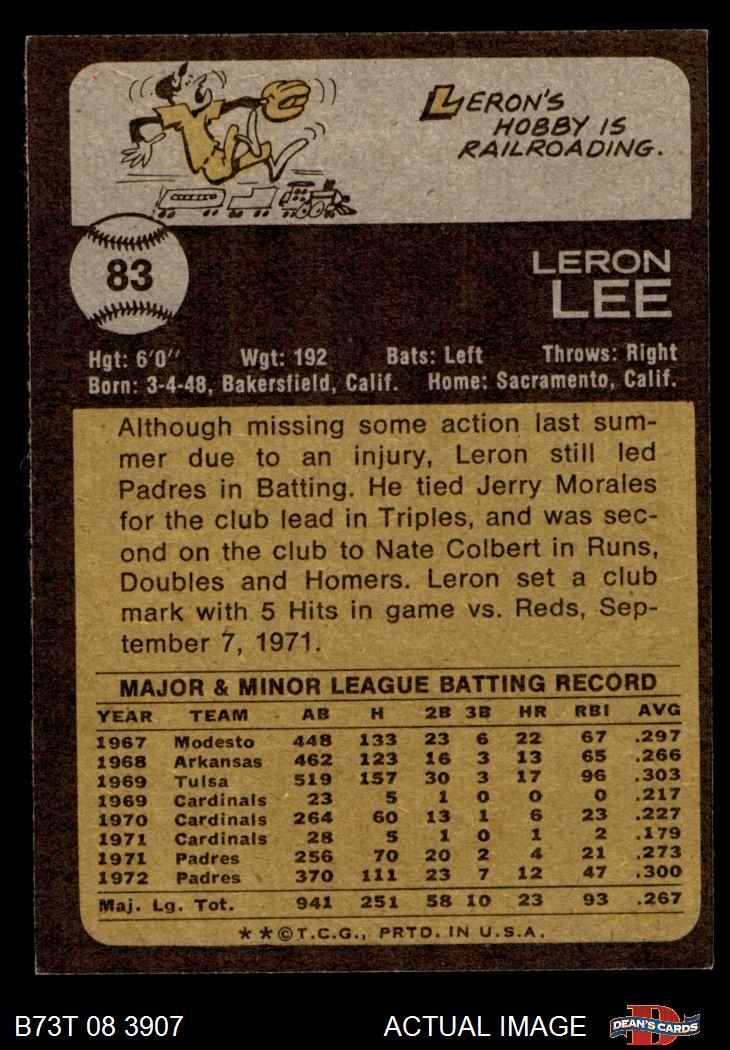 LERON'S
HOBBY IS
RAILROADING.
83
LERON
LEE
Hgt: 6'0" Wgt: 192 Bats: Left Throws: Right
Born: 3-4-48, Bakersfield, Calif. Home: Sacramento, Calif.
Although missing some action last sum-
mer due to an injury, Leron still led
Padres in Batting. He tied Jerry Morales
for the club lead in Triples, and was sec-
ond on the club to Nate Colbert in Runs,
Doubles and Homers. Leron set a club
mark with 5 Hits in game vs. Reds, Sep-
tember 7, 1971.
MAJOR & MINOR LEAGUE BATTING RECORD
YEAR TEAM AB H 2B 3B HR RBI AVG
1967 Modesto 448 133 23 6 22 67 .297
1968 Arkansas 462 123 16 3 13 65 .266
1969 Tulsa 519 157 30 3 17 96 .303
1969 Cardinals 23 5 1 0 0 0 .217
1970 Cardinals 264 60 13 1 6 23 .227
1971 Cardinals 28 5 1 0 1 2 .179
1971 Padres 256 70 20 2 4 21 .273
1972 Padres 370 111 23 7 12 47 .300
Maj. Lg. Tot. 941 251 58 10 23 93 .267
* * © T.C.G., PRTD. IN U.S.A.
B73T 08 3907 ACTUAL IMAGE DEAN'S CARDS